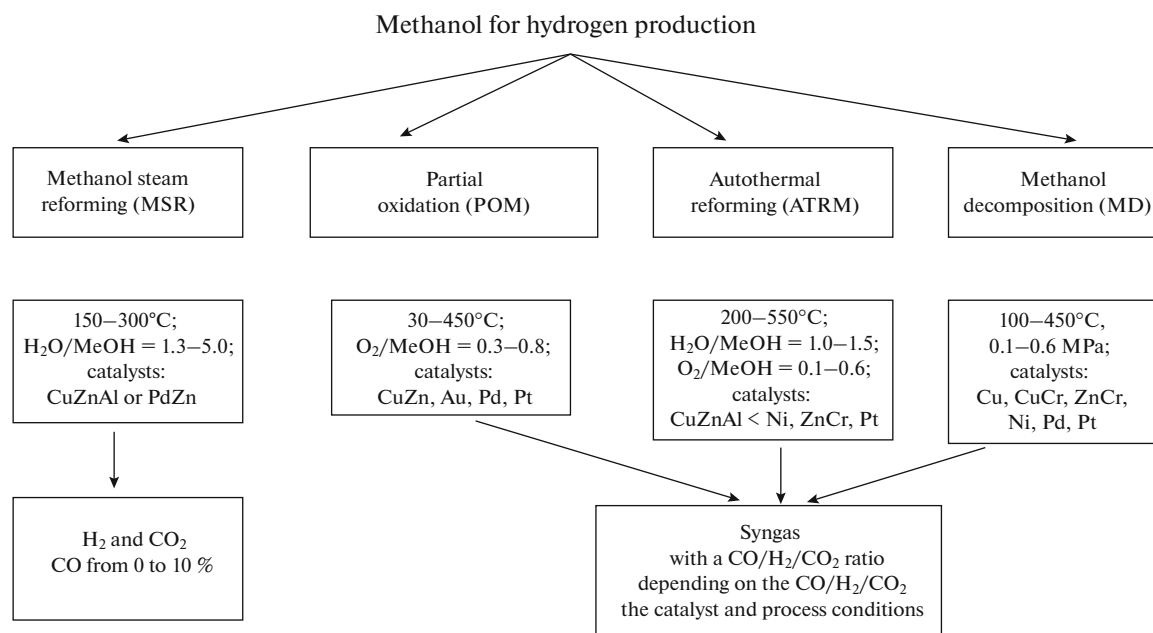 Methanol for hydrogen production
Methanol steam
reforming (MSR)
Partial
oxidation (POM)
Autothermal
reforming (ATRM)
Methanol
decomposition (MD)
150–300°C;
H₂O/MeOH = 1.3–5.0;
catalysts:
CuZnAl or PdZn
30–450°C;
O₂/MeOH = 0.3–0.8;
catalysts:
CuZn, Au, Pd, Pt
200–550°C;
H₂O/MeOH = 1.0–1.5;
O₂/MeOH = 0.1–0.6;
catalysts:
CuZnAl < Ni, ZnCr, Pt
100–450°C,
0.1–0.6 MPa;
catalysts:
Cu, CuCr, ZnCr,
Ni, Pd, Pt
H₂ and CO₂
CO from 0 to 10 %
Syngas
with a CO/H₂/CO₂ ratio
depending on the CO/H₂/CO₂
the catalyst and process conditions